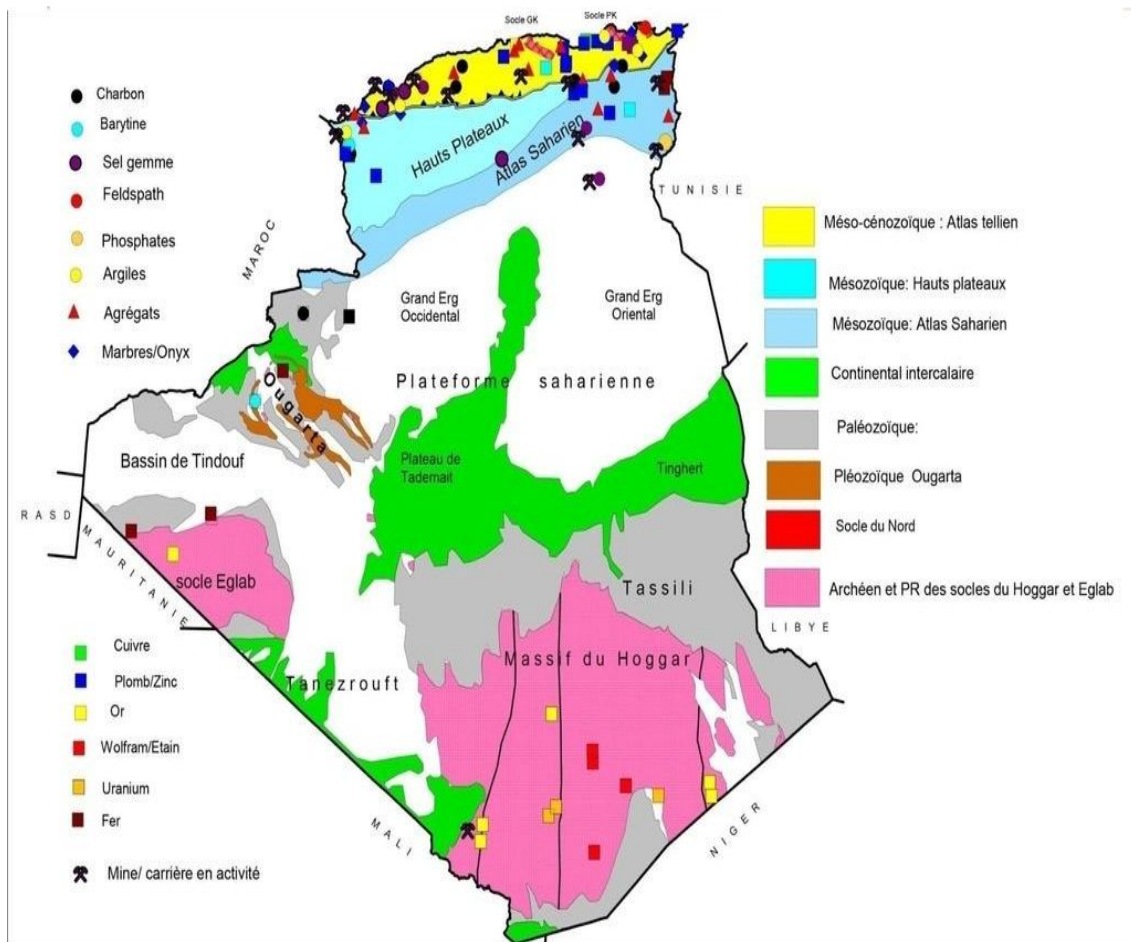 Socle GK
Socle PK
Charbon
Barytine
Sel gemme
Feldspath
Phosphates
Argiles
Agrégats
Marbres/Onyx
Hauts Plateaux
Atlas Saharien
TUNISIE
MAROC
Méso-cénozoïque : Atlas tellien
Mésozoïque: Hauts plateaux
Mésozoïque: Atlas Saharien
Continental intercalaire
Paléozoïque:
Pléozoïque Ougarta
Socle du Nord
Archéen et PR des socles du Hoggar et Eglab
Grand Erg
Occidental
Grand Erg
Oriental
Plateforme saharienne
Ougarta
Bassin de Tindouf
Plateau de
Tadernait
Tinghert
RASD
MAURITANIE
socle Eglab
Tassili
LIBYE
Massif du Hoggar
Tanezrouft
Cuivre
Plomb/Zinc
Or
Wolfram/Etain
Uranium
Fer
Mine/ carrière en activité
MALI
NIGER